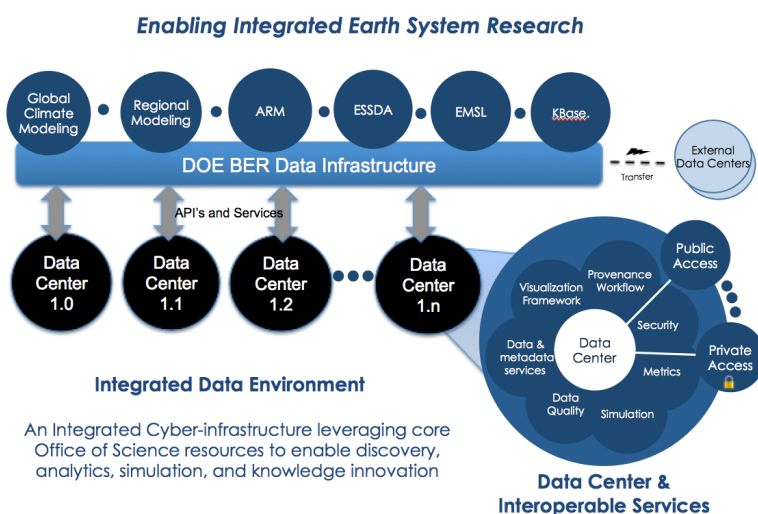 Enabling Integrated Earth System Research
Global
Climate
Modeling
Regional
Modeling
ARM
ESSDA
EMSL
KBase.
DOE BER Data Infrastructure
Transfer
External
Data Centers
API's and Services
Data
Center
1.0
Data
Center
1.1
Data
Center
1.2
Data
Center
1.n
Public
Access
Provenance
Workflow
Visualization
Framework
Security
Data
Center
Data &
metadata
services
Metrics
Private
Access
Data
Quality
Simulation
Integrated Data Environment
An Integrated Cyber-infrastructure leveraging core
Office of Science resources to enable discovery,
analytics, simulation, and knowledge innovation
Data Center &
Interoperable Services